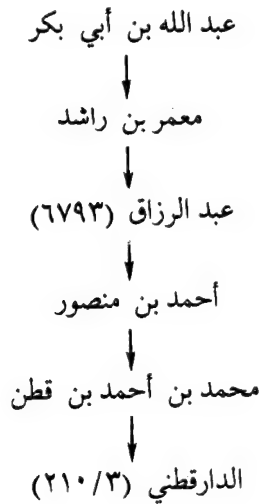 عبد الله بن أبي بكر
معمر بن راشد
عبد الرزاق (٦٧٩٣)
أحمد بن منصور
محمد بن أحمد بن قطن
الدارقطني (٢١٠/٣)